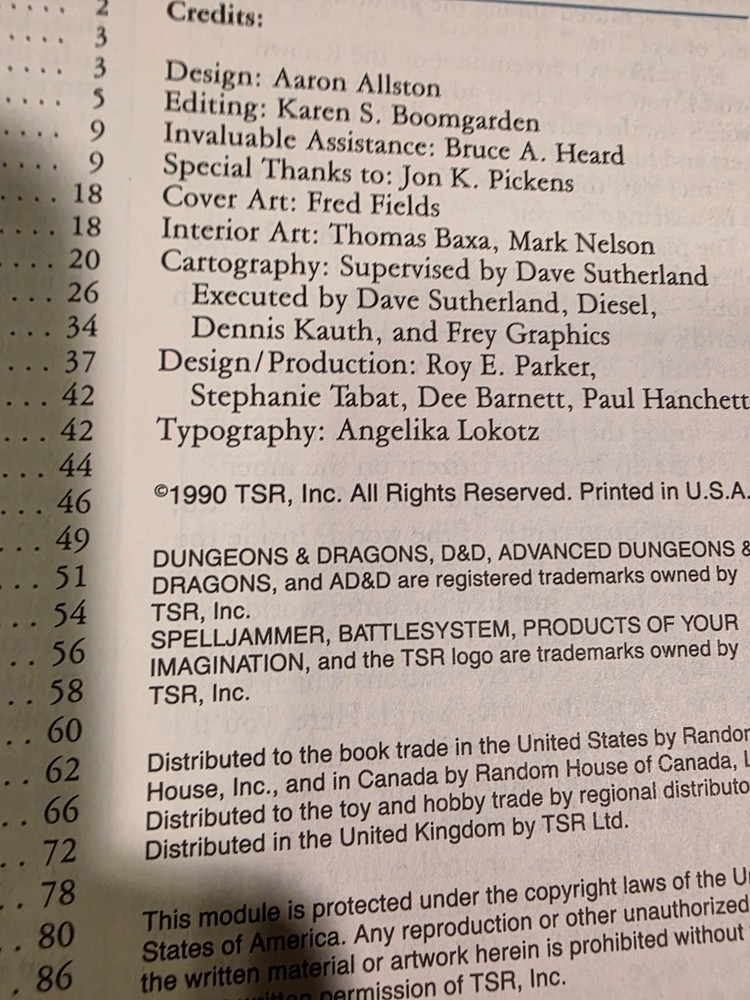 . . . . 2
. . . . 3
. . . . 3
. . . . 5
. . . . 9
. . . . 9
. . . . 18
. . . . 18
. . . . 20
. . . 26
. . . 34
. . . 37
. . . 42
. . . 42
. . . 44
. . . 46
. . . 49
. . . 51
. . 54
. . 56
. . 58
. . 60
. . 62
. . 66
. . 72
. . 78
. . 80
. 86
Credits:
Design: Aaron Allston
Editing: Karen S. Boomgarden
Invaluable Assistance: Bruce A. Heard
Special Thanks to: Jon K. Pickens
Cover Art: Fred Fields
Interior Art: Thomas Baxa, Mark Nelson
Cartography: Supervised by Dave Sutherland
Executed by Dave Sutherland, Diesel,
Dennis Kauth, and Frey Graphics
Design/Production: Roy E. Parker,
Stephanie Tabat, Dee Barnett, Paul Hanchett
Typography: Angelika Lokotz
©1990 TSR, Inc. All Rights Reserved. Printed in U.S.A.
DUNGEONS & DRAGONS, D&D, ADVANCED DUNGEONS &
DRAGONS, and AD&D are registered trademarks owned by
TSR, Inc.
SPELLJAMMER, BATTLESYSTEM, PRODUCTS OF YOUR
IMAGINATION, and the TSR logo are trademarks owned by
TSR, Inc.
Distributed to the book trade in the United States by
House, Inc., and in Canada by Random House of Canada,
Distributed to the toy and hobby trade by regional
Distributed in the United Kingdom by TSR Ltd.
This module is protected under the copyright laws of the
States of America. Any reproduction or other unauthorized
the written material or artwork herein is prohibited without
written permission of TSR, Inc.